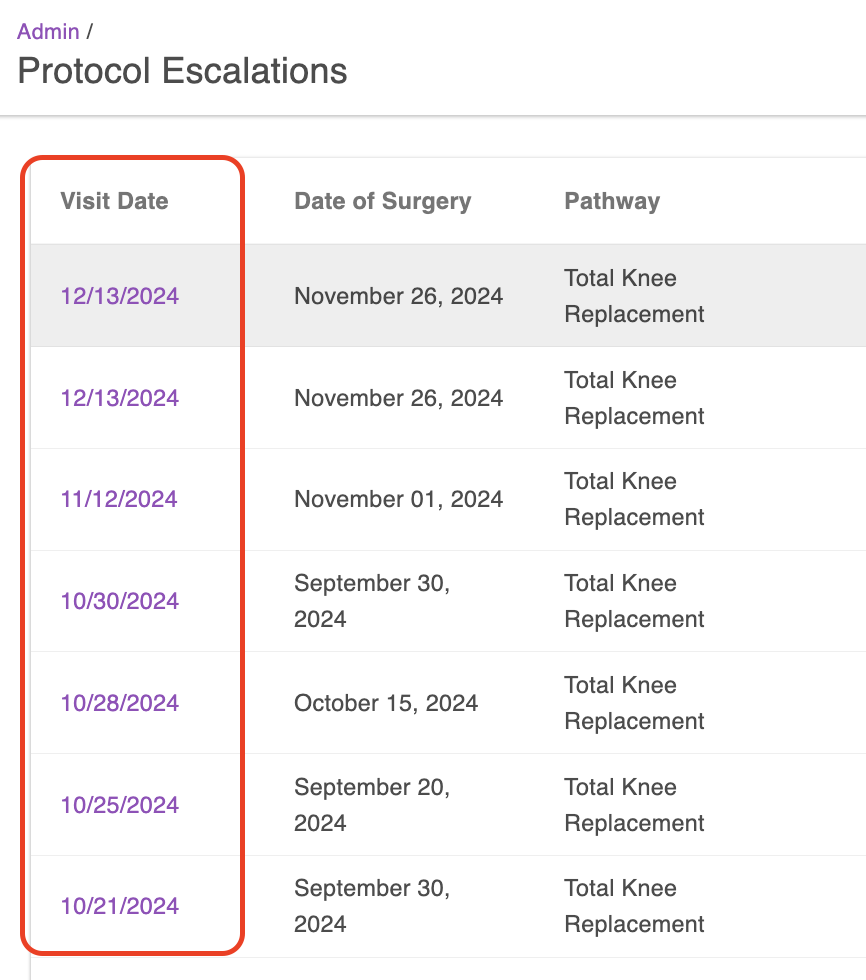 Admin /
Protocol Escalations
Visit Date Date of Surgery Pathway
12/13/2024 November 26, 2024 Total Knee
Replacement
12/13/2024 November 26, 2024 Total Knee
Replacement
11/12/2024 November 01, 2024 Total Knee
Replacement
10/30/2024 September 30,
2024 Total Knee
Replacement
10/28/2024 October 15, 2024 Total Knee
Replacement
10/25/2024 September 20,
2024 Total Knee
Replacement
10/21/2024 September 30,
2024 Total Knee
Replacement